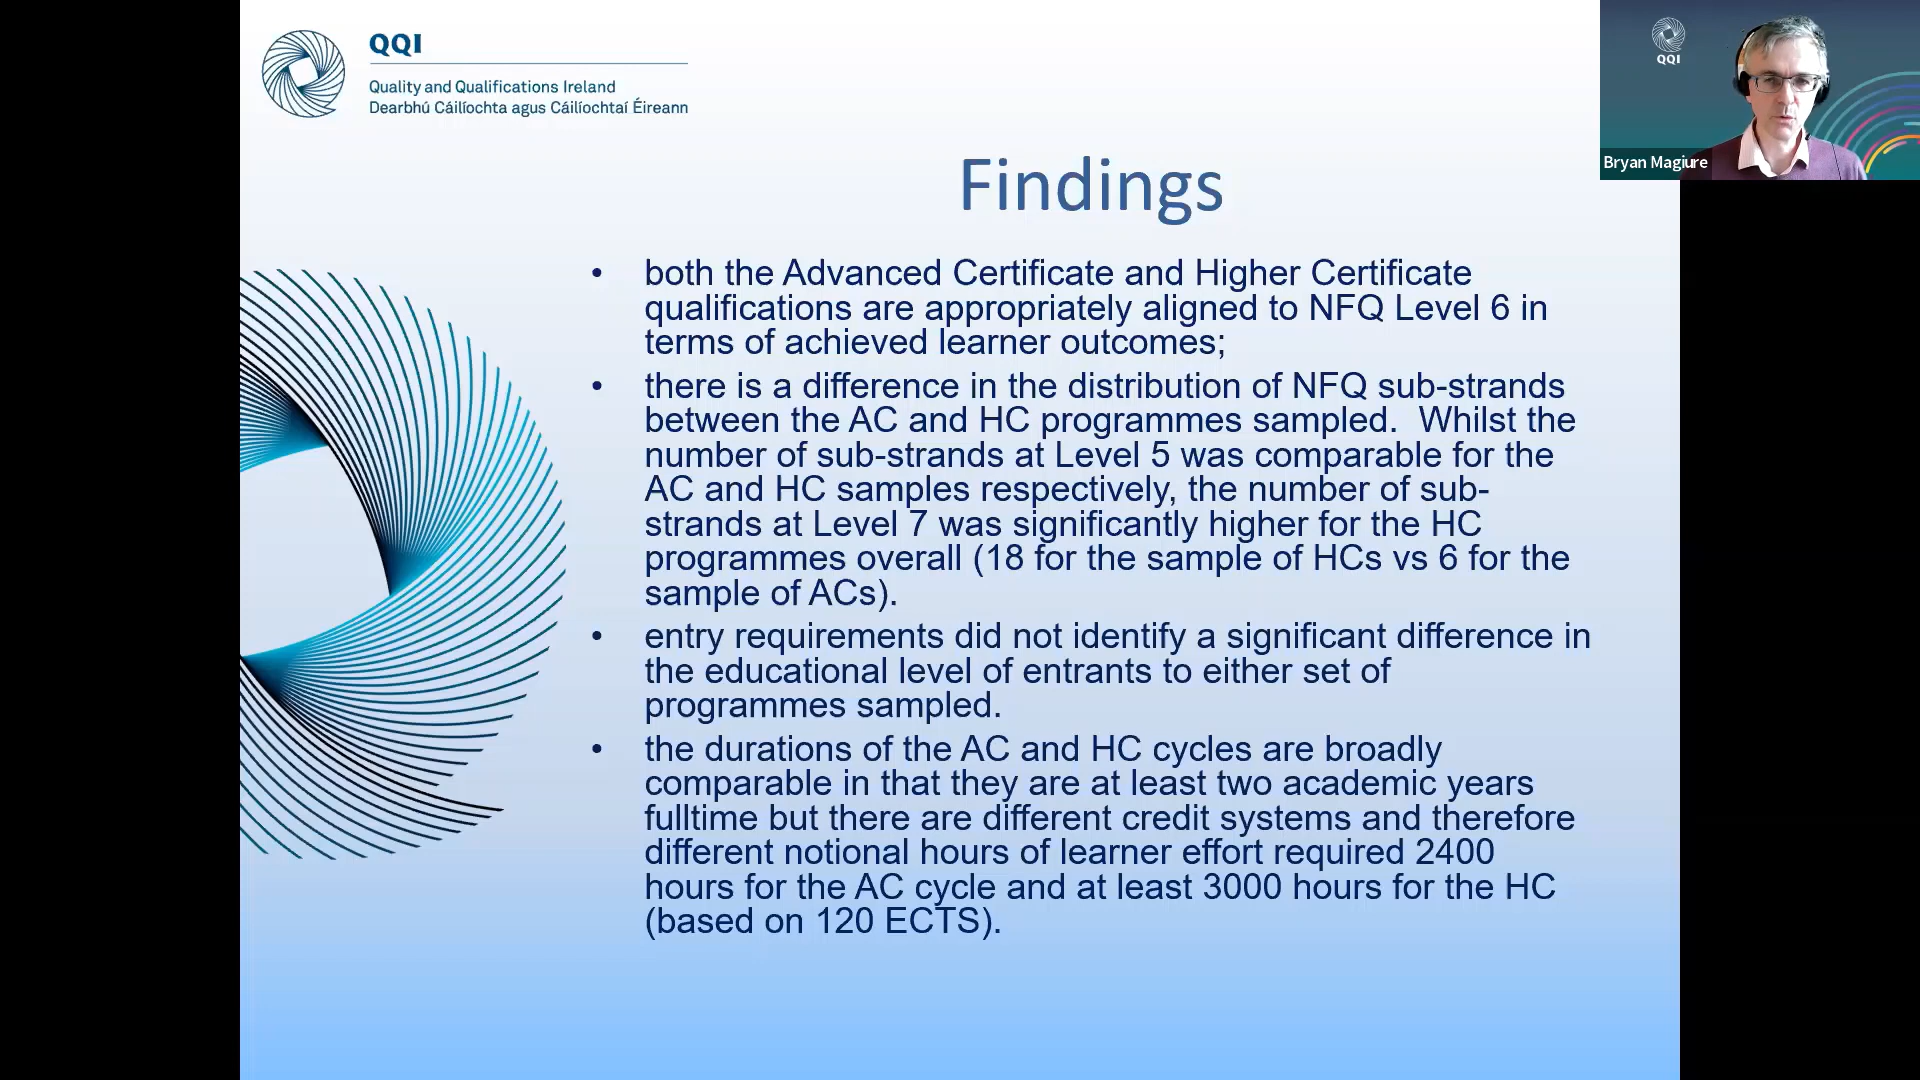 QQI
Quality and Qualifications Ireland
Dearbhú Cáilíochta agus Cáilíochtaí Éireann
QQI
Bryan Magiure
Findings
• both the Advanced Certificate and Higher Certificate
qualifications are appropriately aligned to NFQ Level 6 in
terms of achieved learner outcomes;
• there is a difference in the distribution of NFQ sub-strands
between the AC and HC programmes sampled.  Whilst the
number of sub-strands at Level 5 was comparable for the
AC and HC samples respectively, the number of sub-
strands at Level 7 was significantly higher for the HC
programmes overall (18 for the sample of HCs vs 6 for the
sample of ACs).
• entry requirements did not identify a significant difference in
the educational level of entrants to either set of
programmes sampled.
• the durations of the AC and HC cycles are broadly
comparable in that they are at least two academic years
fulltime but there are different credit systems and therefore
different notional hours of learner effort required 2400
hours for the AC cycle and at least 3000 hours for the HC
(based on 120 ECTS).